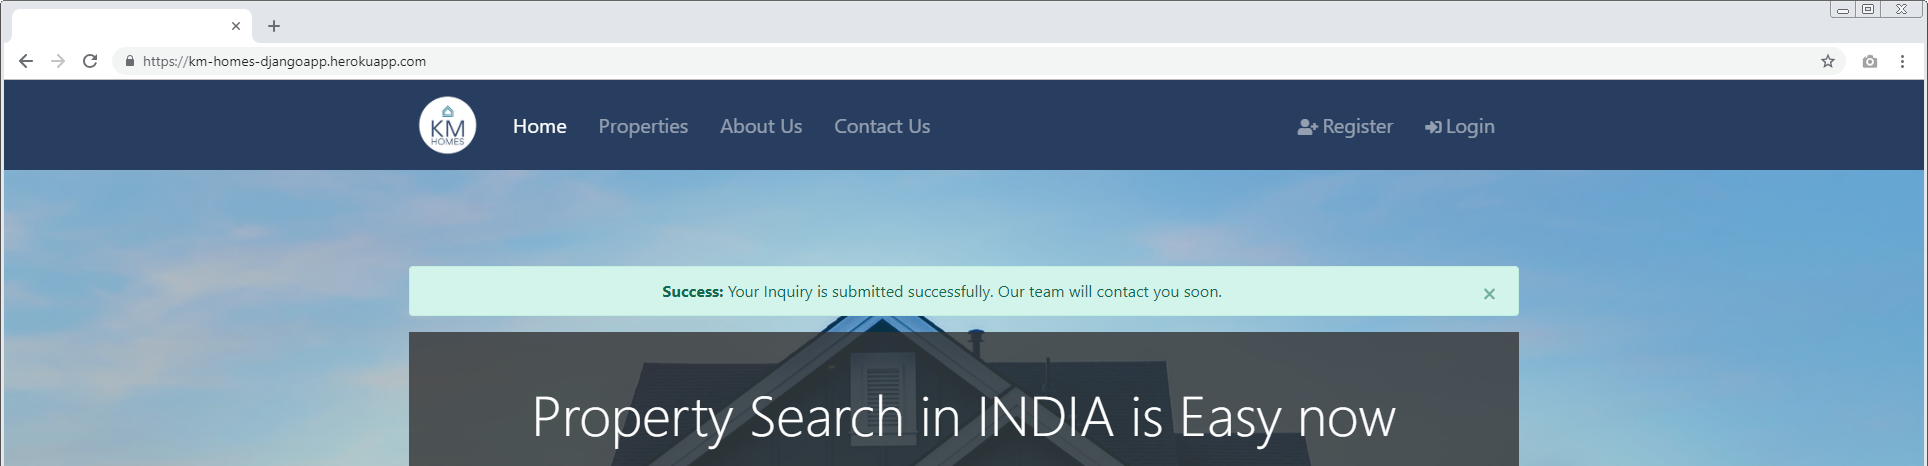 https://km-homes-djangoapp.herokuapp.com
KM
HOMES
Home Properties About Us Contact Us Register Login
Success: Your Inquiry is submitted successfully. Our team will contact you soon.
Property Search in INDIA is Easy now